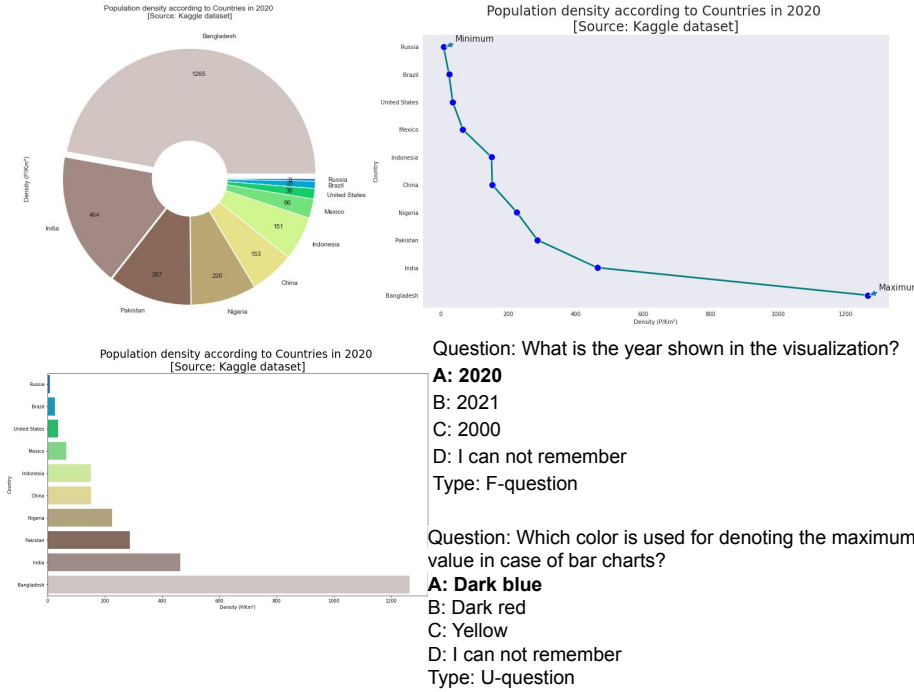 Population density according to Countries in 2020
[Source: Kaggle dataset]
Bangladesh
1265
Density (P/Km²)
India
464
Pakistan
287
Nigeria
226
China
153
Indonesia
151
Mexico
66
United States
36
Brazil
Russia
Population density according to Countries in 2020
[Source: Kaggle dataset]
Minimum
Russia
Brazil
United States
Mexico
Indonesia
China
Nigeria
Pakistan
India
Bangladesh
Maximum
Country
0
200
400
600
800
1000
1200
Density (P/Km²)
Population density according to Countries in 2020
[Source: Kaggle dataset]
Russia
Brazil
United States
Mexico
Indonesia
China
Nigeria
Pakistan
India
Bangladesh
Country
0
200
400
600
800
1000
1200
Density (P/Km²)
Question: What is the year shown in the visualization?
A: 2020
B: 2021
C: 2000
D: I can not remember
Type: F-question
Question: Which color is used for denoting the maximum
value in case of bar charts?
A: Dark blue
B: Dark red
C: Yellow
D: I can not remember
Type: U-question